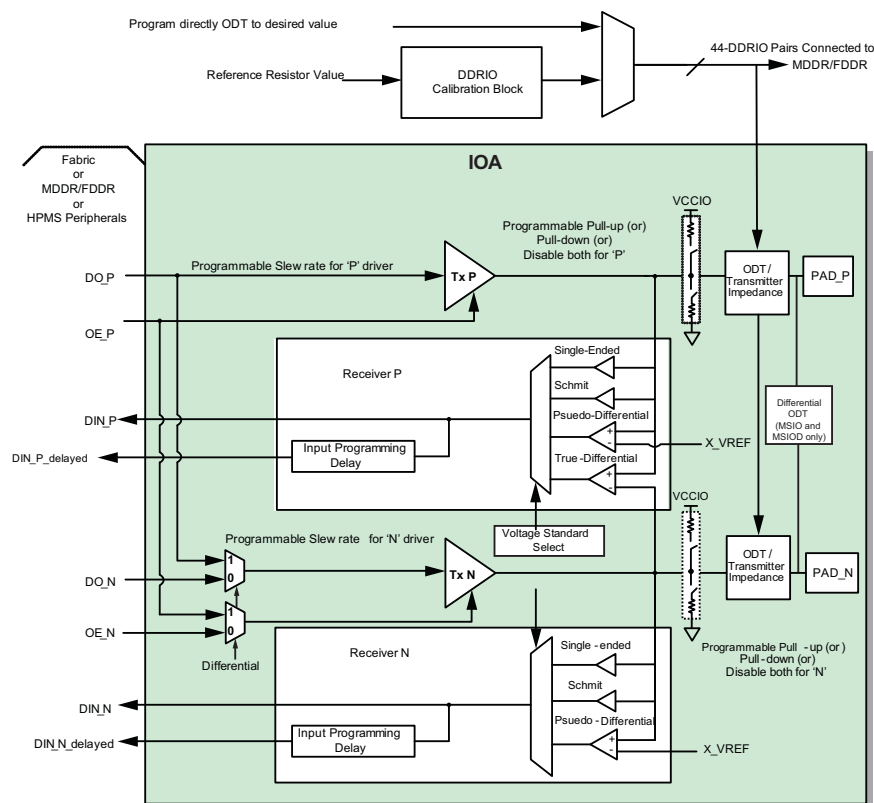 Program directly ODT to desired value
44-DDRIO Pairs Connected to
MDDR/FDDR
Reference Resistor Value
DDRIO
Calibration Block
IOA
Fabric
or
MDDR/FDDR
or
HPMS Peripherals
VCCIO
Programmable Pull-up (or)
Pull-down (or)
Disable both for 'P'
DO_P
Programmable Slew rate for 'P' driver
Tx P
ODT /
Transmitter
Impedance
PAD_P
OE_P
Receiver P
Single-Ended
Schmit
Psuedo-Differential
+
-
X_VREF
True-Differential
+
-
Differential
ODT
(MSIO and
MSIOD only)
DIN_P
DIN_P_delayed
Input Programming
Delay
Voltage Standard
Select
VCCIO
Programmable Slew rate for 'N' driver
DO_N
1
0
Tx N
ODT /
Transmitter
Impedance
PAD_N
OE_N
1
0
Differential
Programmable Pull -up (or)
Pull-down (or)
Disable both for 'N'
Receiver N
Single -ended
Schmit
Psuedo - Differential
+
-
X_VREF
DIN_N
DIN_N_delayed
Input Programming
Delay